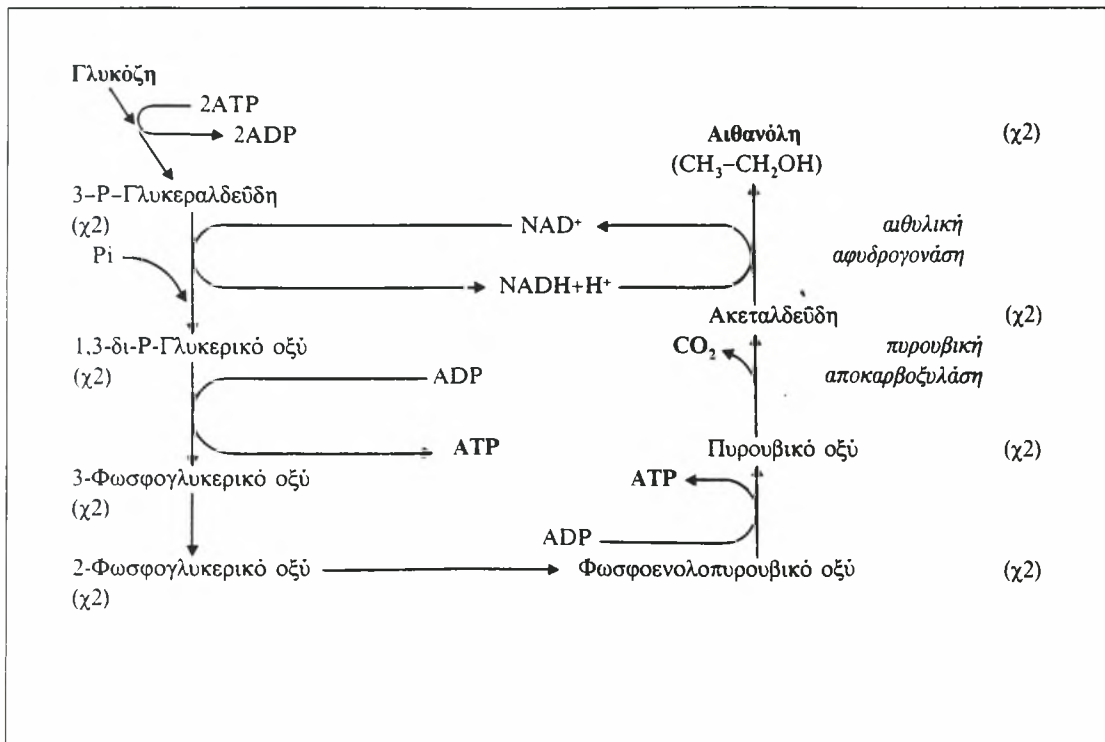 Γλυκόζη
2ATP
2ADP
3-P-Γλυκεραλδεΰδη
(χ2)
Pi
NAD⁺
NADH+H⁺
1,3-δι-P-Γλυκερικό οξύ
(χ2)
ADP
ATP
3-Φωσφογλυκερικό οξύ
(χ2)
2-Φωσφογλυκερικό οξύ
(χ2)
Φωσφοενολοπυρουβικό οξύ (χ2)
ADP
ATP
Πυρουβικό οξύ (χ2)
πυρουβική
αποκαρβοξυλάση
CO₂
Ακεταλδεΰδη (χ2)
αιθυλική
αφυδρογονάση
Αιθανόλη (χ2)
(CH₃-CH₂OH)